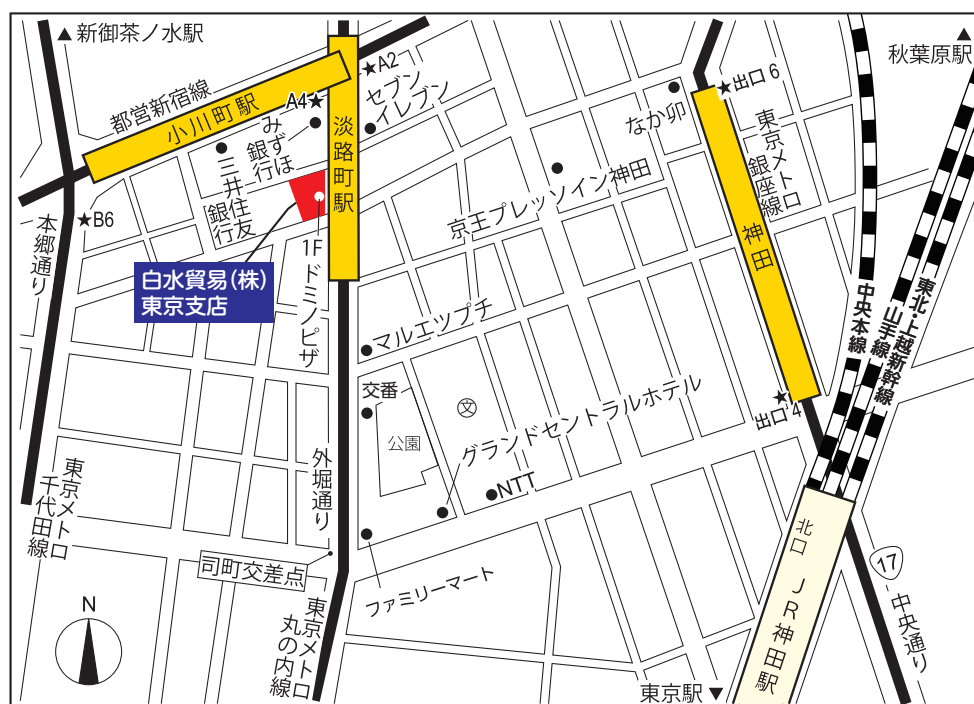 ▲新御茶ノ水駅
秋葉原駅
▲
都営新宿線
小川町駅
A4★
★A2
セブン
イレブン
みずほ
銀行
三井住友
銀行
淡路町駅
★B6
本郷通り
白水貿易(株)
東京支店
1F ドミノピザ
なか卯
★出口6
東京メトロ
銀座線
京王プレッソイン神田
神田
中央本線
山手線
東北・上越新幹線
マルエツプチ
交番
公園
文
グランドセントラルホテル
NTT
★
出口4
東京メトロ
千代田線
外堀通り
司町交差点
ファミリーマート
東京メトロ
丸の内線
N
北口
JR神田駅
17
中央通り
東京駅▼